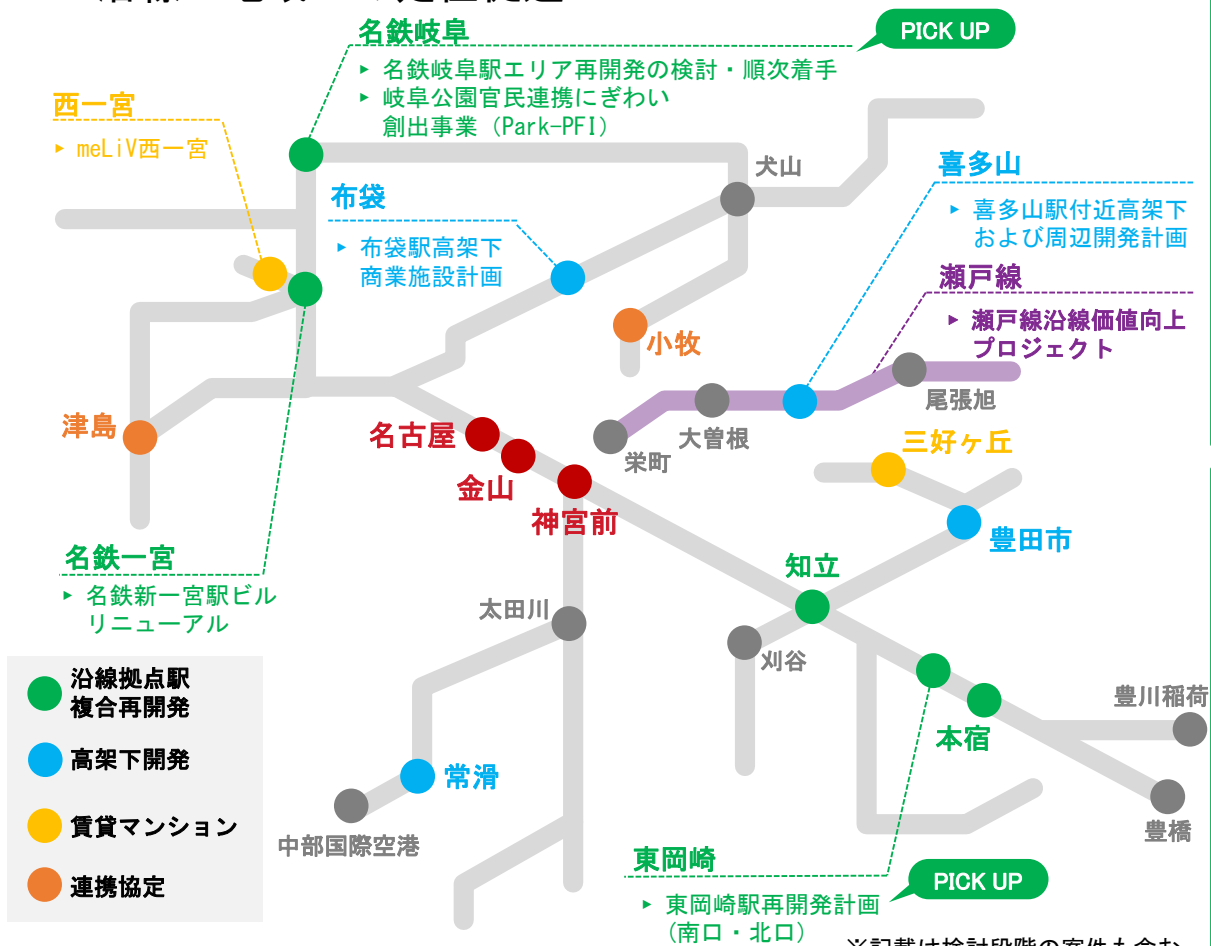 名鉄岐阜
PICK UP
▸ 名鉄岐阜駅エリア再開発の検討・順次着手
▸ 岐阜公園官民連携にぎわい
創出事業（Park-PFI）
西一宮
▸ meLiV西一宮
犬山
喜多山
▸ 喜多山駅付近高架下
および周辺開発計画
布袋
▸ 布袋駅高架下
商業施設計画
瀬戸線
▸ 瀬戸線沿線価値向上
プロジェクト
小牧
尾張旭
津島
名古屋
大曽根
栄町
三好ヶ丘
金山
神宮前
豊田市
名鉄一宮
▸ 名鉄新一宮駅ビル
リニューアル
知立
太田川
刈谷
沿線拠点駅
複合再開発
高架下開発
賃貸マンション
連携協定
豊川稲荷
本宿
常滑
中部国際空港
豊橋
東岡崎
PICK UP
▸ 東岡崎駅再開発計画
(南口・北口)